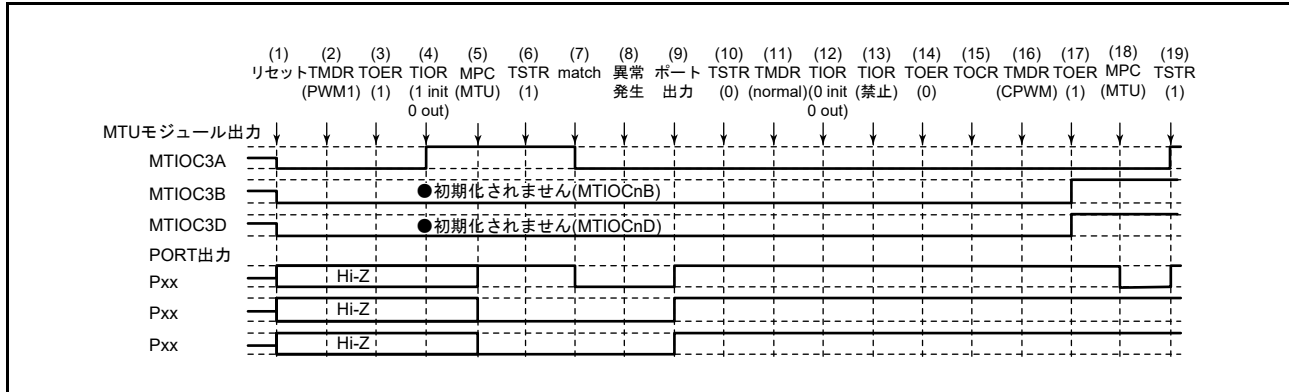 (1) (2) (3) (4) (5) (6) (7) (8) (9) (10) (11) (12) (13) (14) (15) (16) (17) (18) (19)
リセット TMDR TOER TIOR MPC TSTR match 異常 ポート TSTR TMDR TIOR TIOR TOER TOCR TMDR TOER MPC TSTR
(PWM1) (1) (1 init (MTU) (1) 発生 出力 (0) (normal) (0 init (禁止) (0) (CPWM) (1) (MTU) (1)
0 out) 0 out)
MTUモジュール出力
MTIOC3A
MTIOC3B ●初期化されません(MTIOCnB)
MTIOC3D ●初期化されません(MTIOCnD)
PORT出力
Pxx Hi-Z
Pxx Hi-Z
Pxx Hi-Z